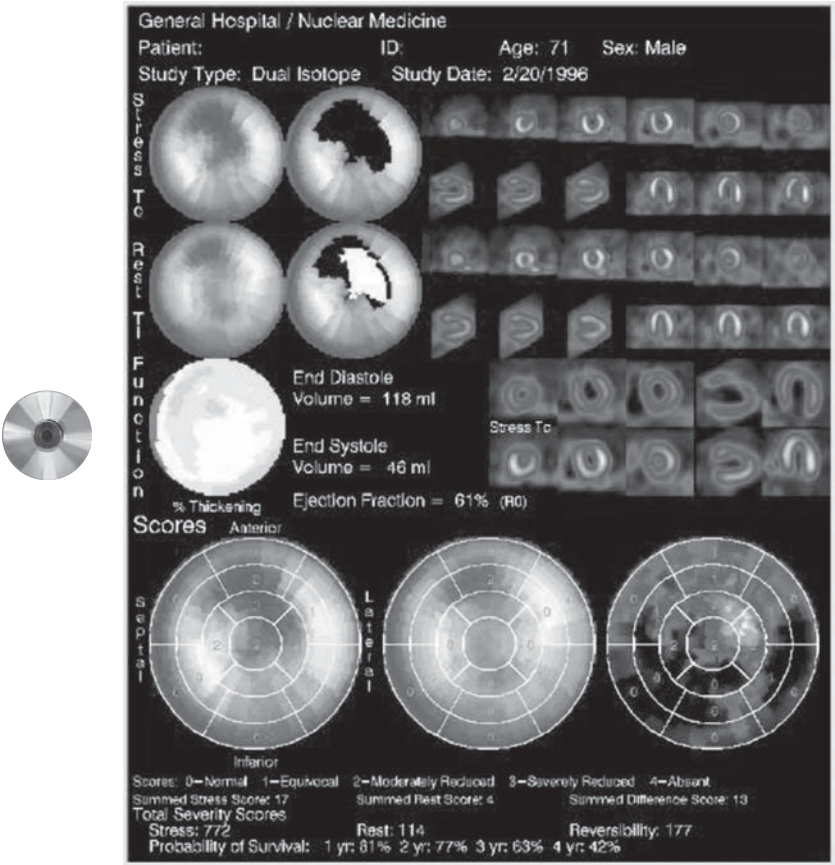 General Hospital / Nuclear Medicine
Patient: ID: Age: 71 Sex: Male
Study Type: Dual Isotope Study Date: 2/20/1996
Stress Tc
Rest Tl
Function
End Diastole
Volume = 118 ml
Stress Tc
End Systole
Volume = 46 ml
Ejection Fraction = 61% (R0)
% Thickening
Scores
Anterior
Septal
Lateral
Inferior
Scores: 0-Normal 1-Equivocal 2-Moderately Reduced 3-Severely Reduced 4-Absent
Summed Stress Score: 17 Summed Rest Score: 4 Summed Difference Score: 13
Total Severity Scores
Stress: 772 Rest: 114 Reversibility: 177
Probability of Survival: 1 yr: 81% 2 yr: 77% 3 yr: 63% 4 yr: 42%